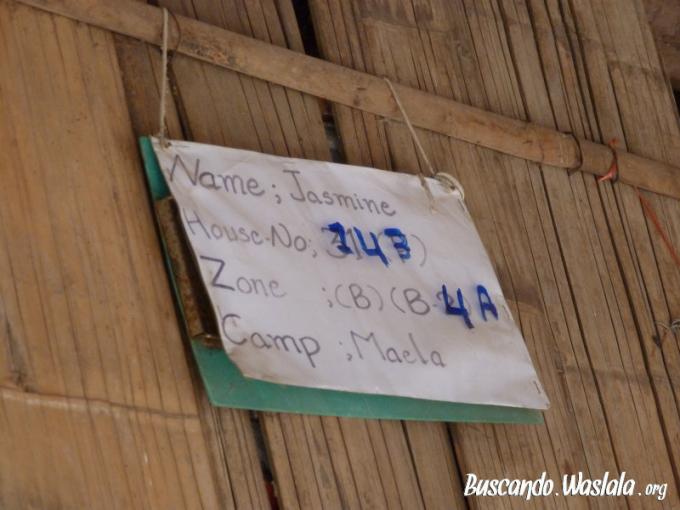 Name ; Jasmine
House.No; 143
Zone ; (B) (B-4A
Camp ; Maela
Buscando.Waslala.org